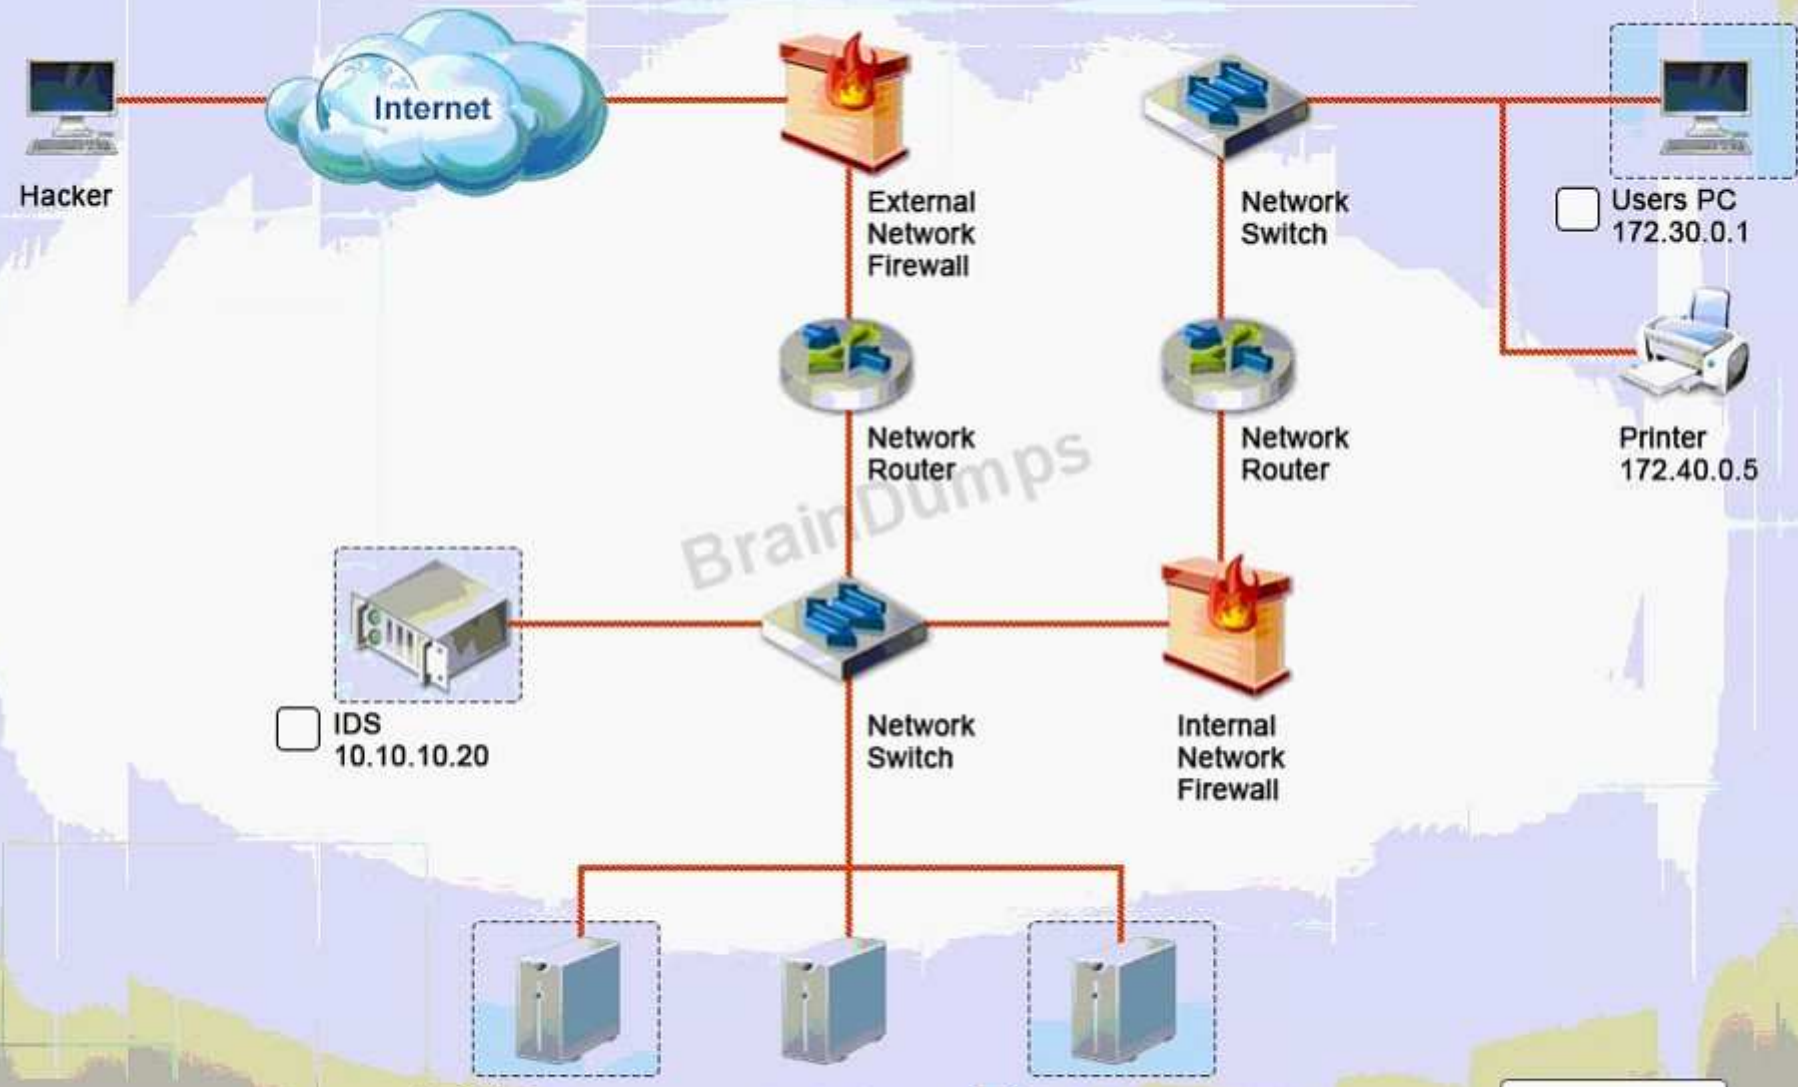 Internet
Hacker
External
Network
Firewall
Network
Switch
Users PC
172.30.0.1
Network
Router
Network
Router
Printer
172.40.0.5
BrainDumps
IDS
10.10.10.20
Network
Switch
Internal
Network
Firewall